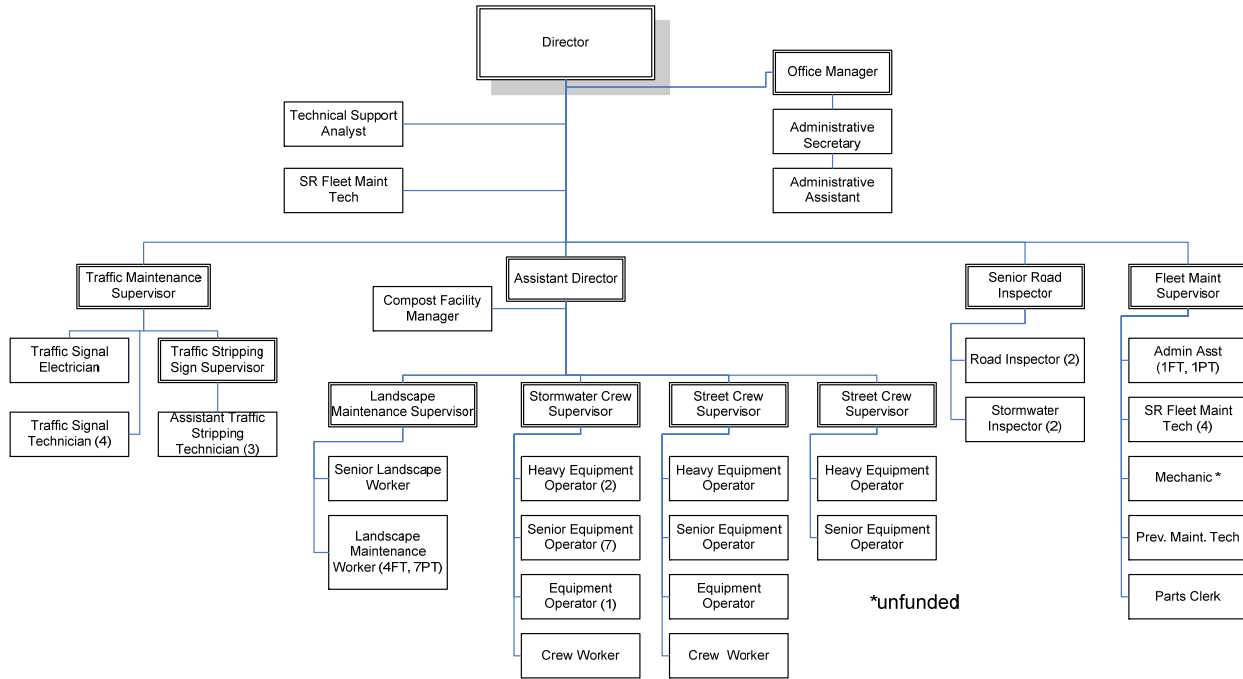 Director
Office Manager
Technical Support
Analyst
Administrative
Secretary
SR Fleet Maint
Tech
Administrative
Assistant
Traffic Maintenance
Supervisor
Assistant Director
Senior Road
Inspector
Fleet Maint
Supervisor
Compost Facility
Manager
Traffic Signal
Electrician
Traffic Stripping
Sign Supervisor
Road Inspector (2)
Admin Asst
(1FT, 1PT)
Landscape
Maintenance Supervisor
Stormwater Crew
Supervisor
Street Crew
Supervisor
Street Crew
Supervisor
Traffic Signal
Technician (4)
Assistant Traffic
Stripping
Technician (3)
Stormwater
Inspector (2)
SR Fleet Maint
Tech (4)
Senior Landscape
Worker
Heavy Equipment
Operator (2)
Heavy Equipment
Operator
Heavy Equipment
Operator
Mechanic *
Landscape
Maintenance
Worker (4FT, 7PT)
Senior Equipment
Operator (7)
Senior Equipment
Operator
Senior Equipment
Operator
Prev. Maint. Tech
Equipment
Operator (1)
Equipment
Operator
*unfunded
Parts Clerk
Crew Worker
Crew  Worker